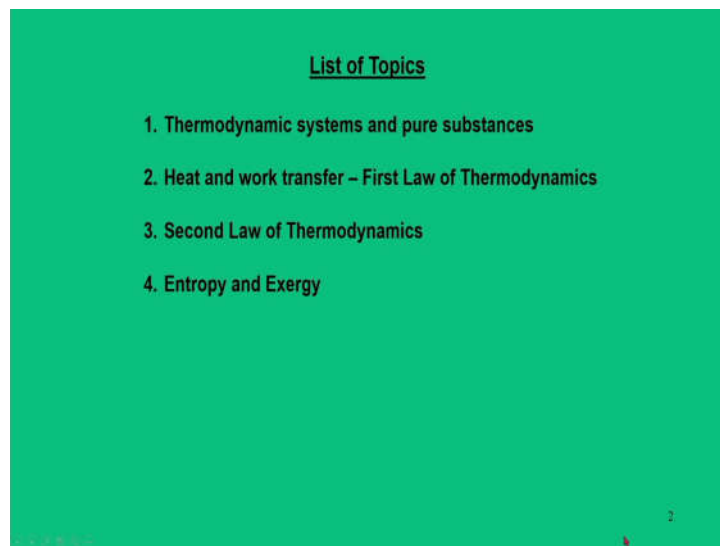 List of Topics
1. Thermodynamic systems and pure substances
2. Heat and work transfer – First Law of Thermodynamics
3. Second Law of Thermodynamics
4. Entropy and Exergy
2